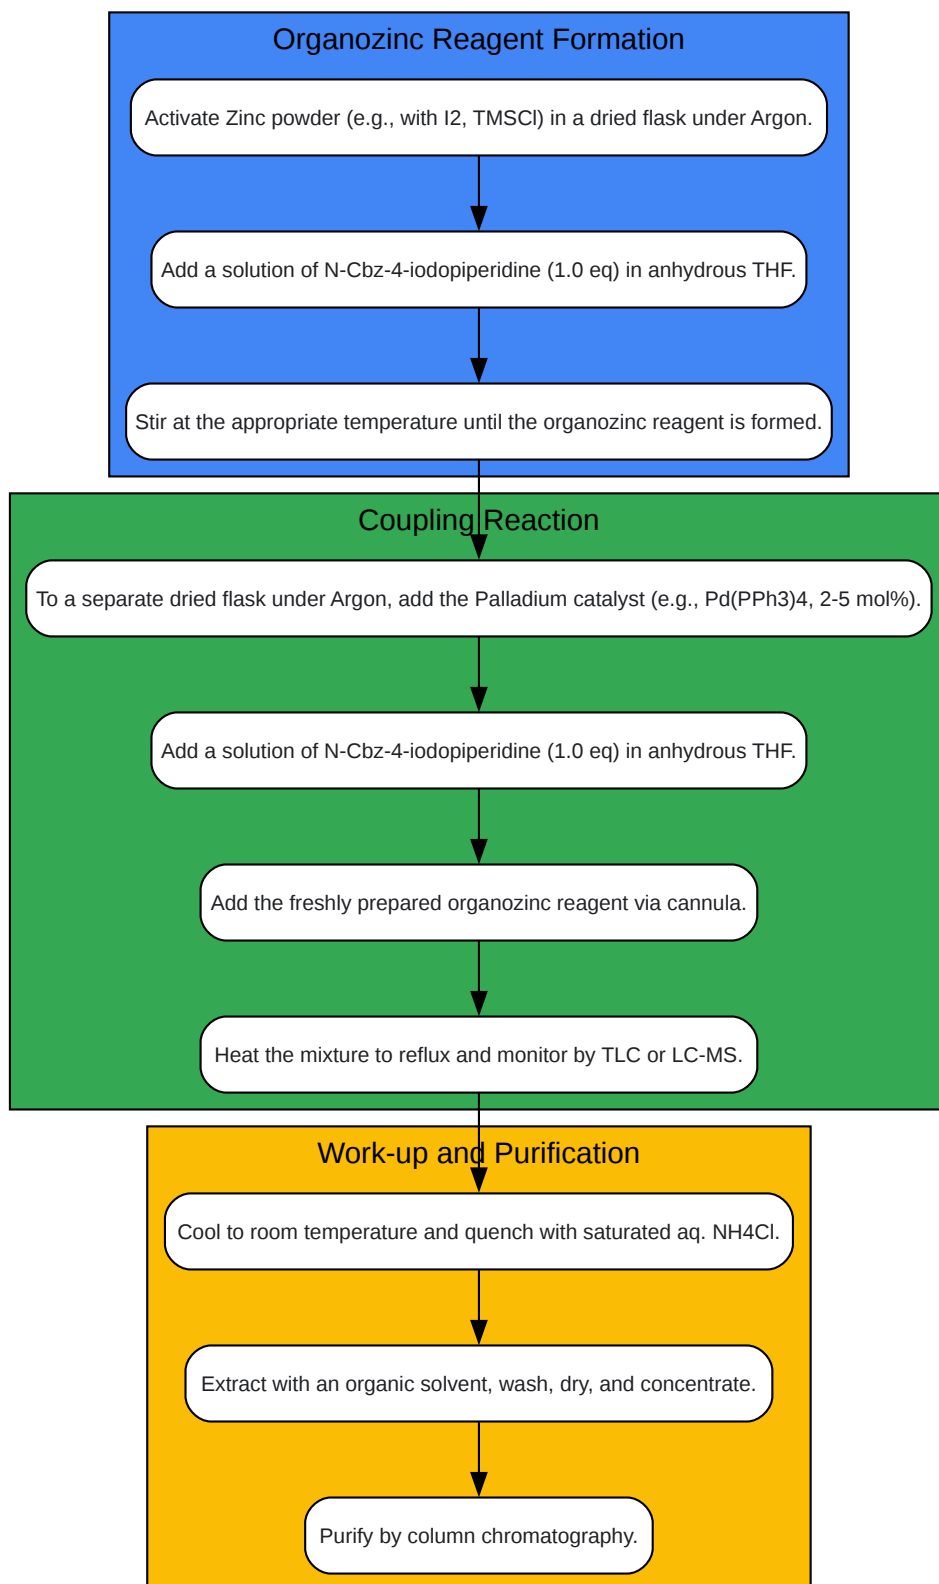 Organozinc Reagent Formation
Activate Zinc powder (e.g., with I2, TMSCl) in a dried flask under Argon.
Add a solution of N-Cbz-4-iodopiperidine (1.0 eq) in anhydrous THF.
Stir at the appropriate temperature until the organozinc reagent is formed.
Coupling Reaction
To a separate dried flask under Argon, add the Palladium catalyst (e.g., Pd(PPh3)4, 2-5 mol%).
Add a solution of N-Cbz-4-iodopiperidine (1.0 eq) in anhydrous THF.
Add the freshly prepared organozinc reagent via cannula.
Heat the mixture to reflux and monitor by TLC or LC-MS.
Work-up and Purification
Cool to room temperature and quench with saturated aq. NH4Cl.
Extract with an organic solvent, wash, dry, and concentrate.
Purify by column chromatography.